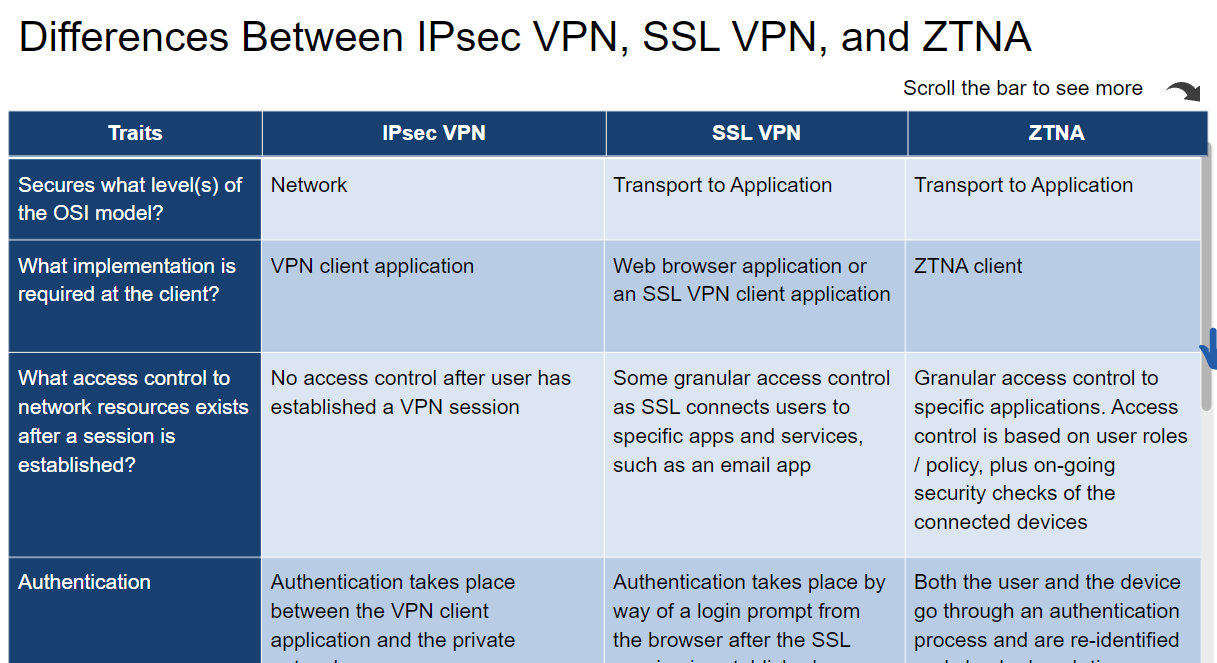 Differences Between IPsec VPN, SSL VPN, and ZTNA
Scroll the bar to see more
Traits
IPsec VPN
SSL VPN
ZTNA
Secures what level(s) of
the OSI model?
Network
Transport to Application
Transport to Application
What implementation is
required at the client?
VPN client application
Web browser application or
an SSL VPN client application
ZTNA client
What access control to
network resources exists
after a session is
established?
No access control after user has
established a VPN session
Some granular access control
as SSL connects users to
specific apps and services,
such as an email app
Granular access control to
specific applications. Access
control is based on user roles
/ policy, plus on-going
security checks of the
connected devices
Authentication
Authentication takes place
between the VPN client
application and the private
Authentication takes place by
way of a login prompt from
the browser after the SSL
Both the user and the device
go through an authentication
process and are re-identified